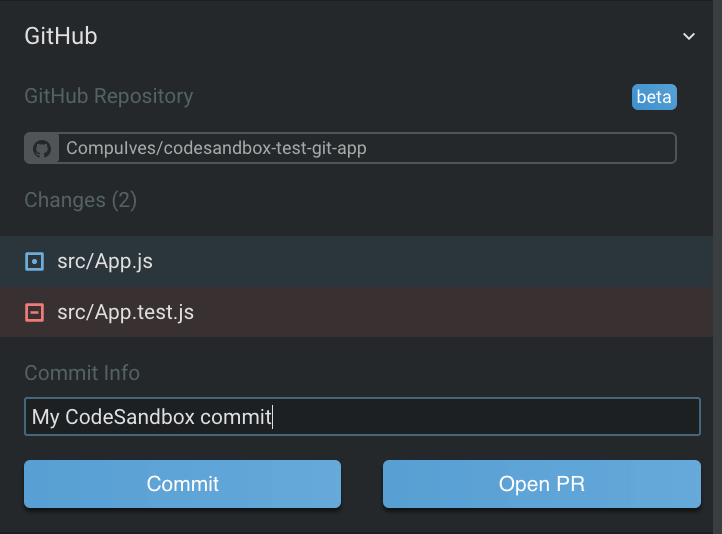 GitHub
GitHub Repository
beta
CompuIves/codesandbox-test-git-app
Changes (2)
src/App.js
src/App.test.js
Commit Info
My CodeSandbox commit
Commit
Open PR